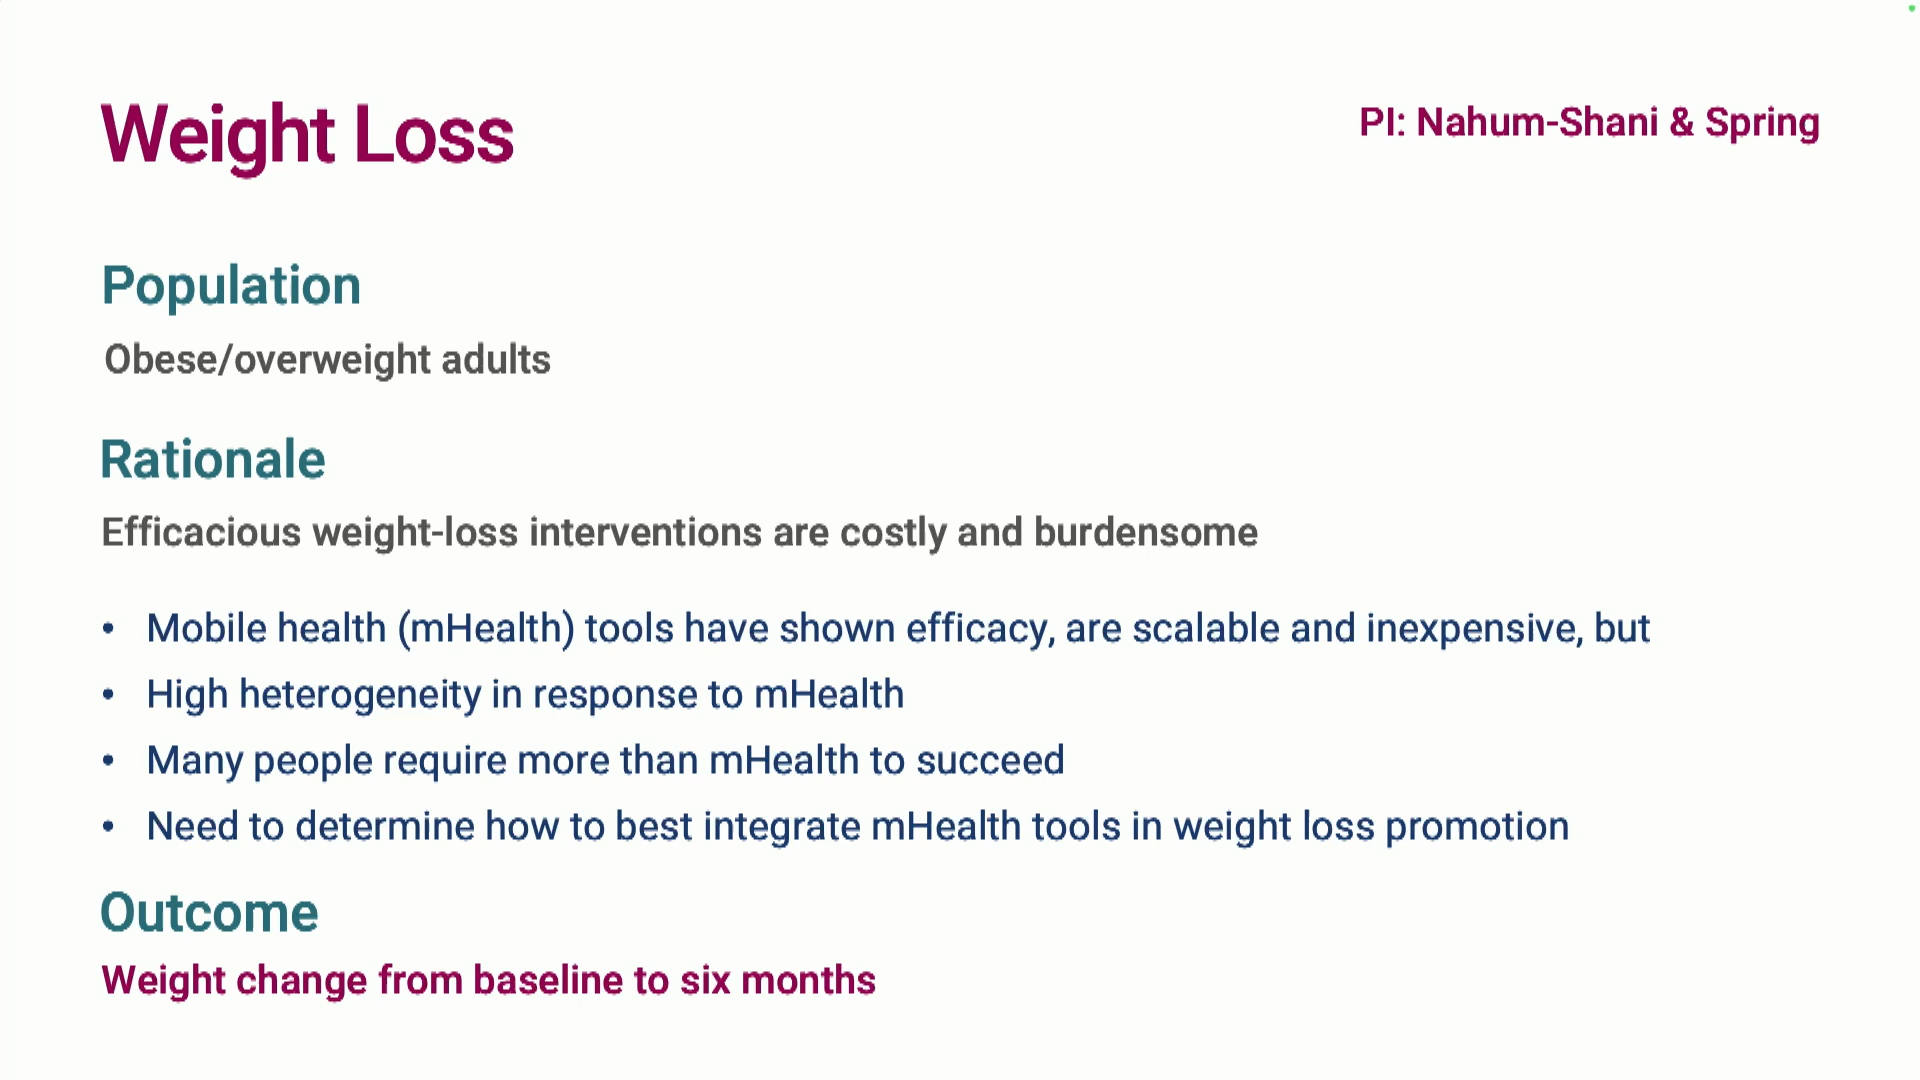 Weight Loss
PI: Nahum-Shani & Spring
Population
Obese/overweight adults
Rationale
Efficacious weight-loss interventions are costly and burdensome
• Mobile health (mHealth) tools have shown efficacy, are scalable and inexpensive, but
• High heterogeneity in response to mHealth
• Many people require more than mHealth to succeed
• Need to determine how to best integrate mHealth tools in weight loss promotion
Outcome
Weight change from baseline to six months